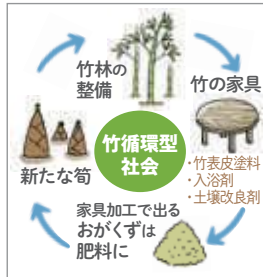 竹林の
整備
竹の家具
・竹表皮塗料
・入浴剤
・土壌改良剤
家具加工で出る
おがくずは
肥料に
新たな筍
竹循環型
社会